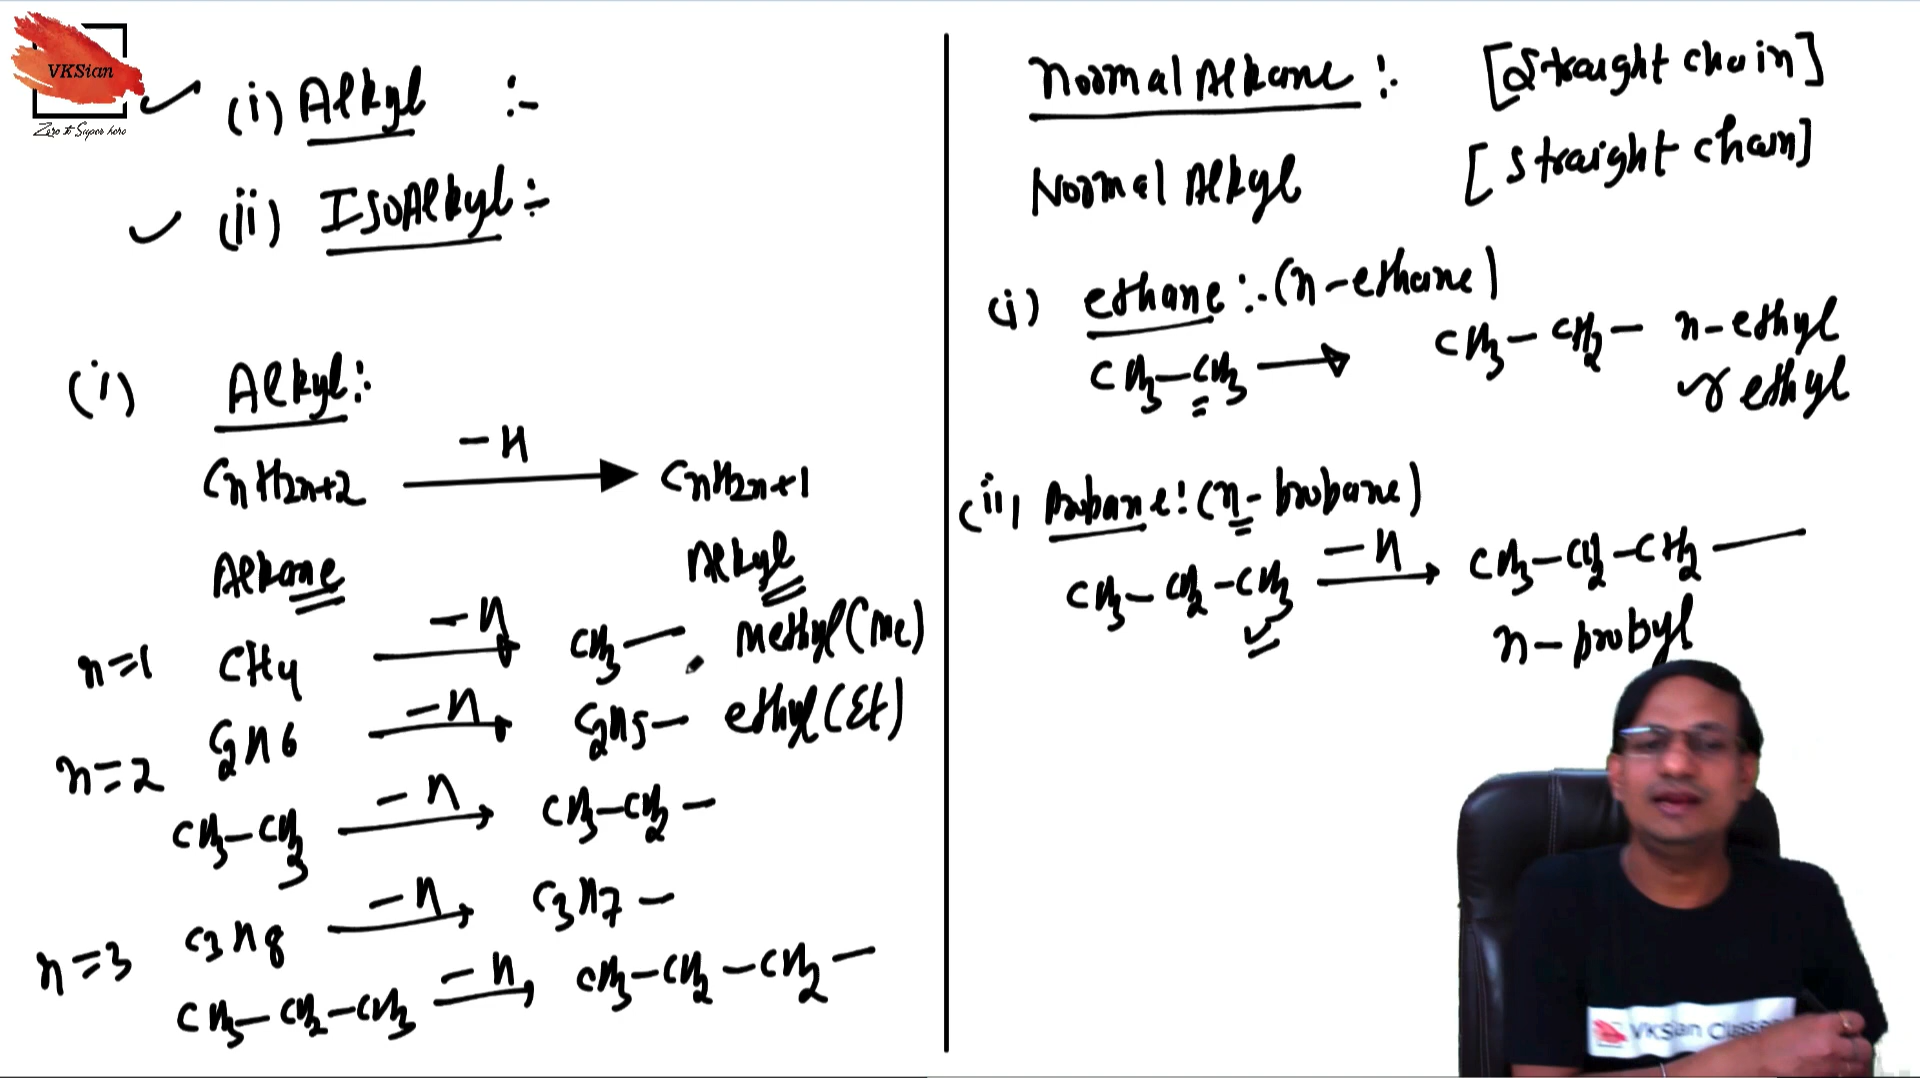 VKSian
Zero to Super hero
(i) Alkyl :-
(ii) IsoAlkyl :-
(i) Alkyl :
CnH2n+2 -H CnH2n+1
Alkane Alkyl
n=1 CH4 -H CH3— methyl (Me)
n=2 C2H6 -H C2H5— ethyl (Et)
CH3—CH3 -H CH3—CH2—
n=3 C3H8 -H C3H7—
CH3—CH2—CH3 -H CH3—CH2—CH2—
Normal Alkane :- [Straight chain]
Normal Alkyl [Straight chain]
(i) ethane :- (n-ethane)
CH3—CH3 → CH3—CH2— n-ethyl
or ethyl
(ii) Propane : (n-propane)
CH3—CH2—CH3 -H CH3—CH2—CH2—
n-propyl
VKSian Classes